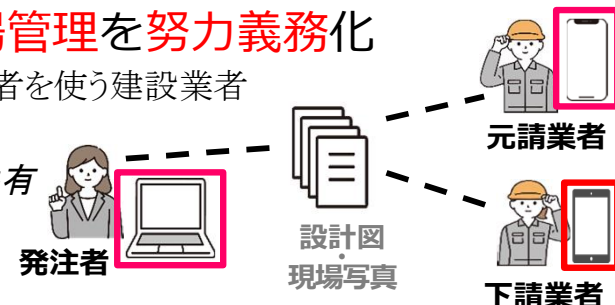 場管理を努力義務化
者を使う建設業者
有
元請業者
発注者
設計図
・
現場写真
下請業者